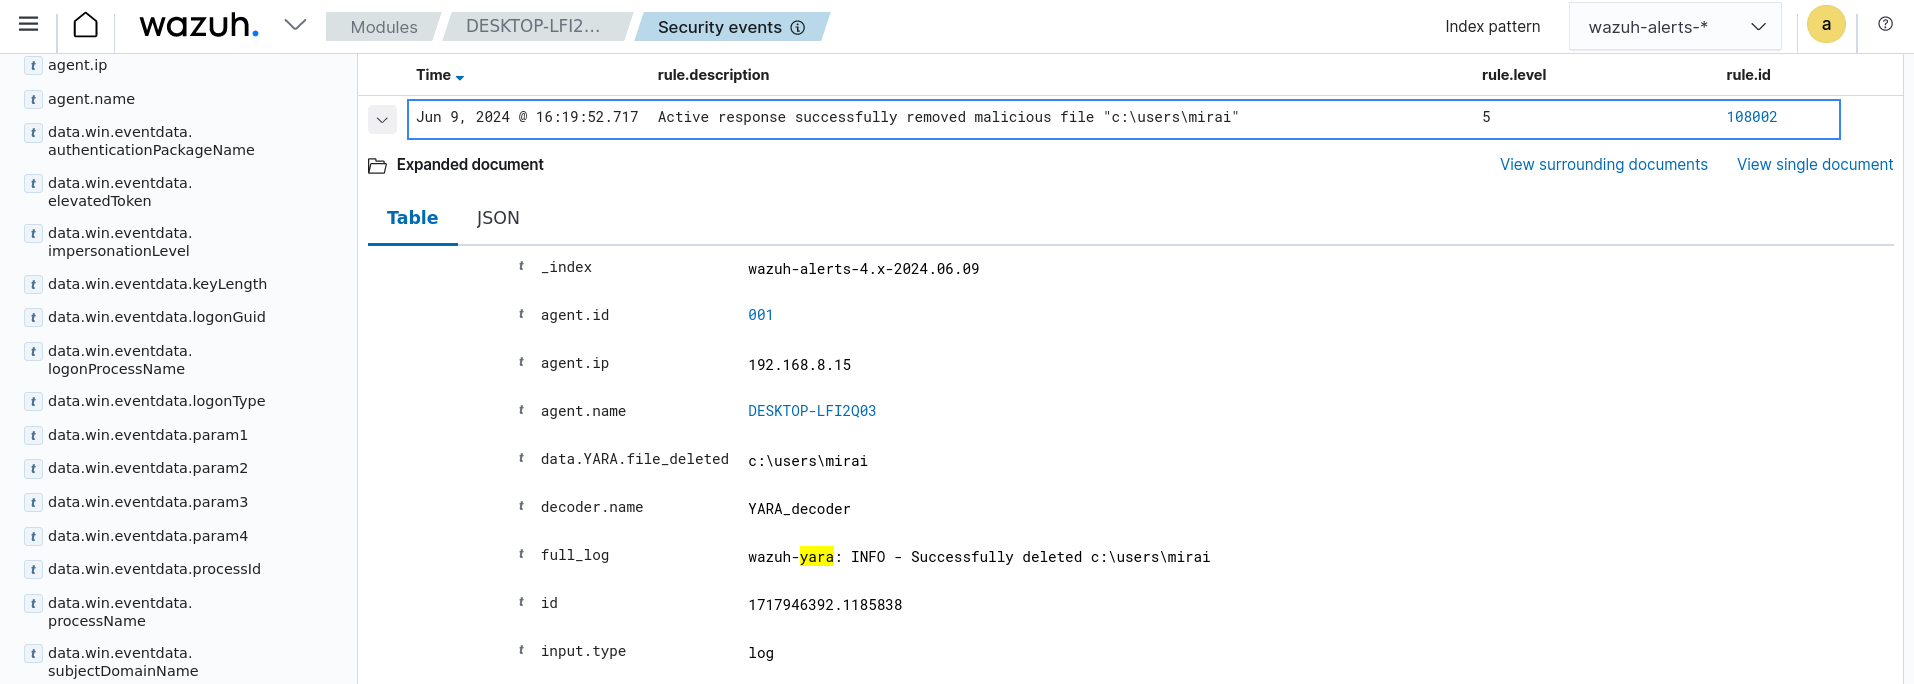 wazuh.
Modules
DESKTOP-LFI2...
Security events
Index pattern
wazuh-alerts-*
a
t agent.ip
t agent.name
t data.win.eventdata.
authenticationPackageName
t data.win.eventdata.
elevatedToken
t data.win.eventdata.
impersonationLevel
t data.win.eventdata.keyLength
t data.win.eventdata.logonGuid
t data.win.eventdata.
logonProcessName
t data.win.eventdata.logonType
t data.win.eventdata.param1
t data.win.eventdata.param2
t data.win.eventdata.param3
t data.win.eventdata.param4
t data.win.eventdata.processId
t data.win.eventdata.
processName
t data.win.eventdata.
subjectDomainName
Time rule.description rule.level rule.id
Jun 9, 2024 @ 16:19:52.717 Active response successfully removed malicious file "c:\users\mirai" 5 108002
Expanded document View surrounding documents View single document
Table JSON
t _index wazuh-alerts-4.x-2024.06.09
t agent.id 001
t agent.ip 192.168.8.15
t agent.name DESKTOP-LFI2Q03
t data.YARA.file_deleted c:\users\mirai
t decoder.name YARA_decoder
t full_log wazuh-yara: INFO - Successfully deleted c:\users\mirai
t id 1717946392.1185838
t input.type log